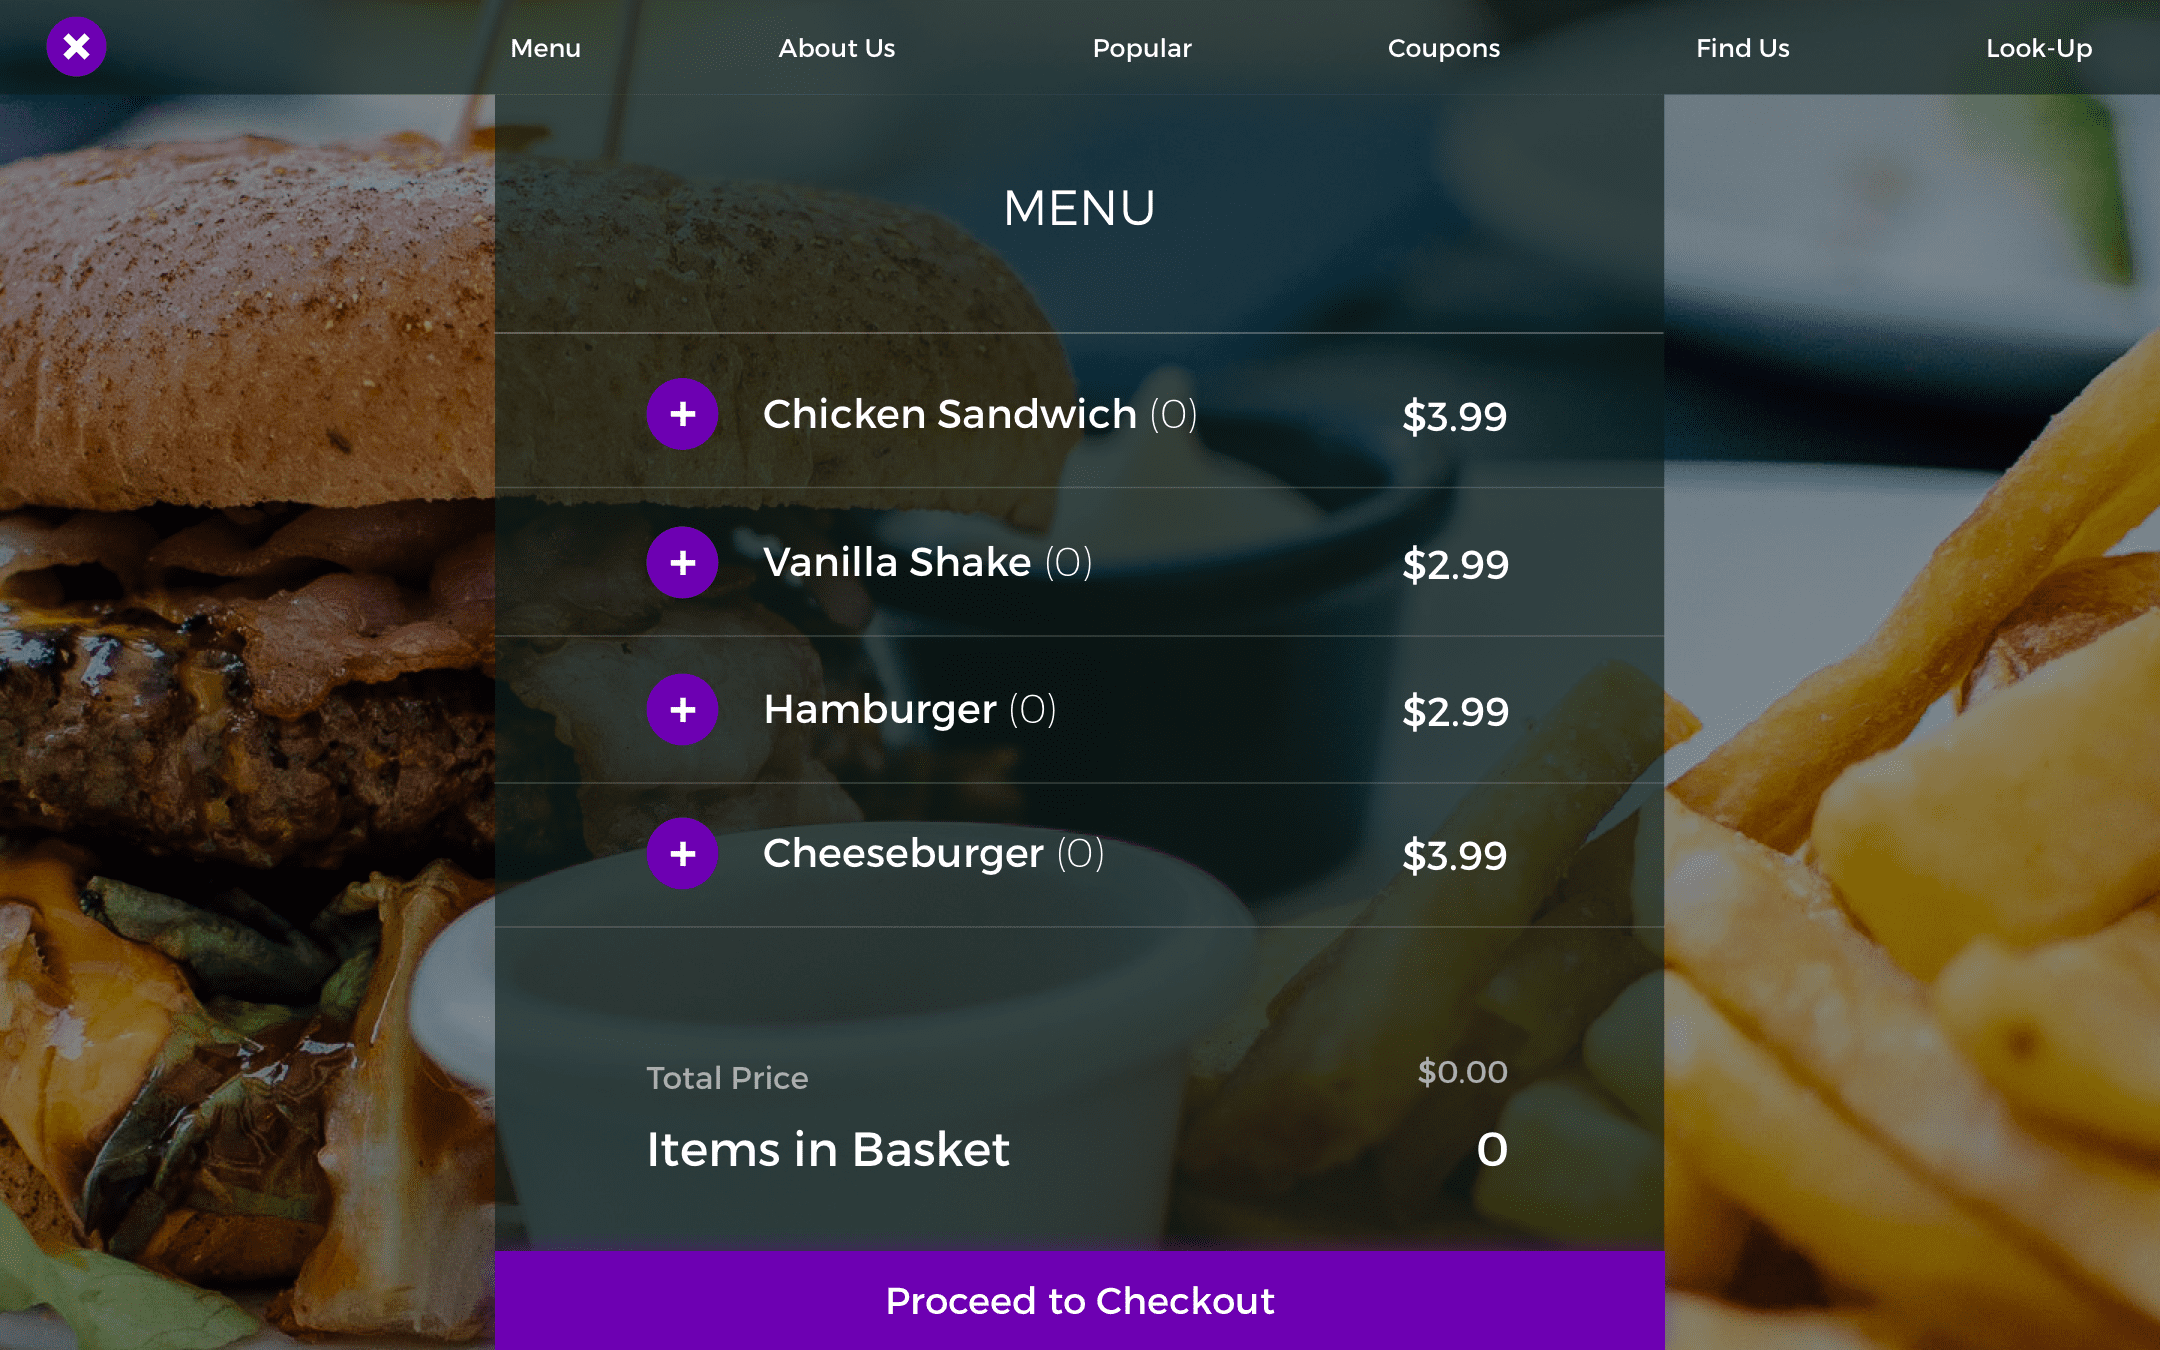 Menu About Us Popular Coupons Find Us Look-Up
MENU
+ Chicken Sandwich (0) $3.99
+ Vanilla Shake (0) $2.99
+ Hamburger (0) $2.99
+ Cheeseburger (0) $3.99
Total Price $0.00
Items in Basket 0
Proceed to Checkout